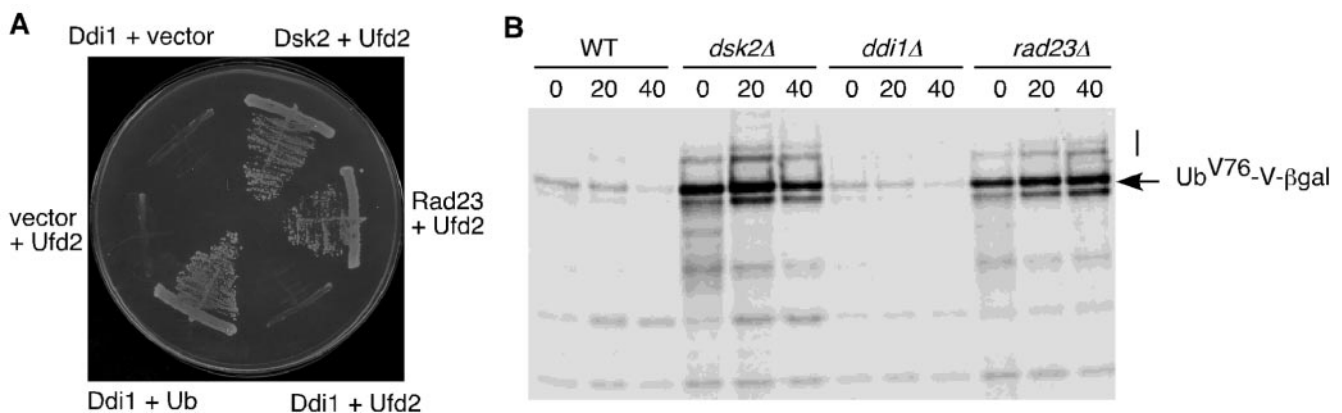 A
Ddi1 + vector
Dsk2 + Ufd2
vector
+ Ufd2
Rad23
+ Ufd2
Ddi1 + Ub
Ddi1 + Ufd2
B
WT dsk2Δ ddi1Δ rad23Δ
0 20 40 0 20 40 0 20 40 0 20 40
Ub^V76-V-βgal